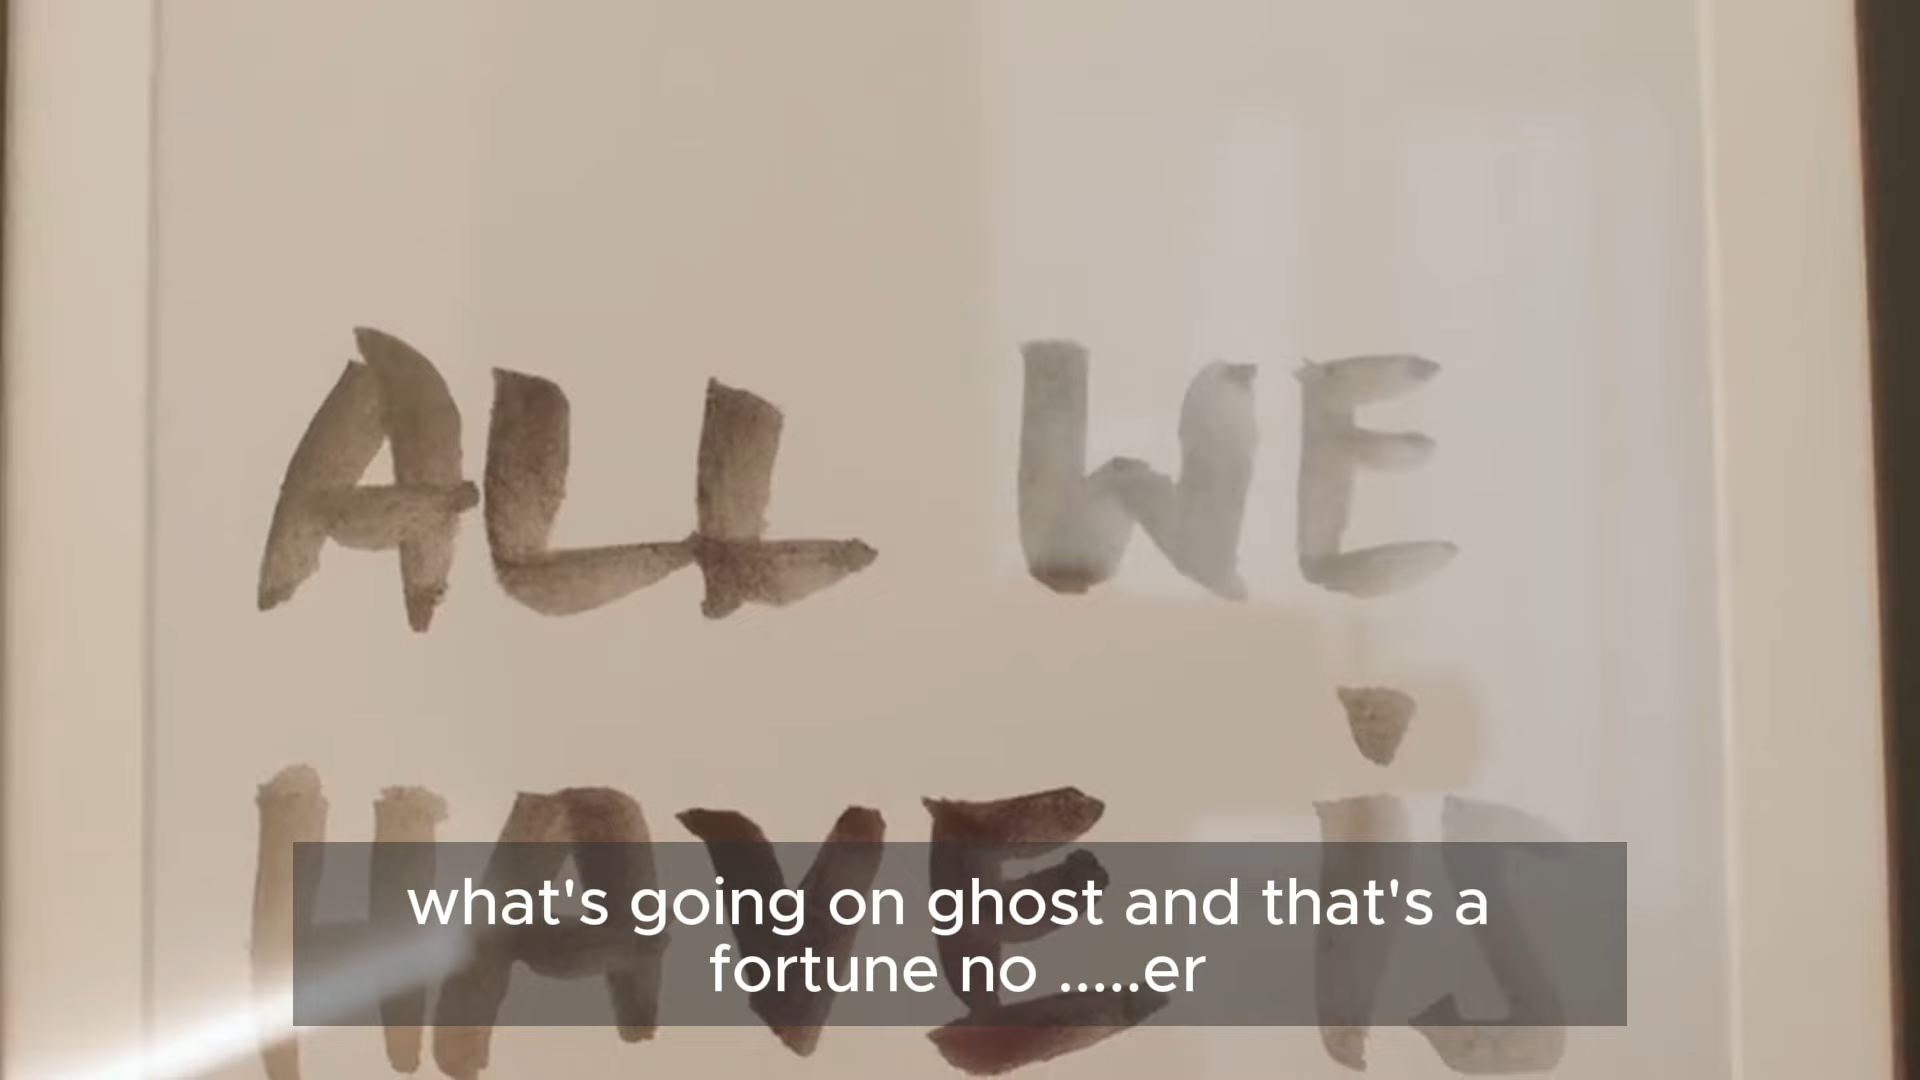 ALL WE
HAVE iS
what's going on ghost and that's a
fortune no .....er